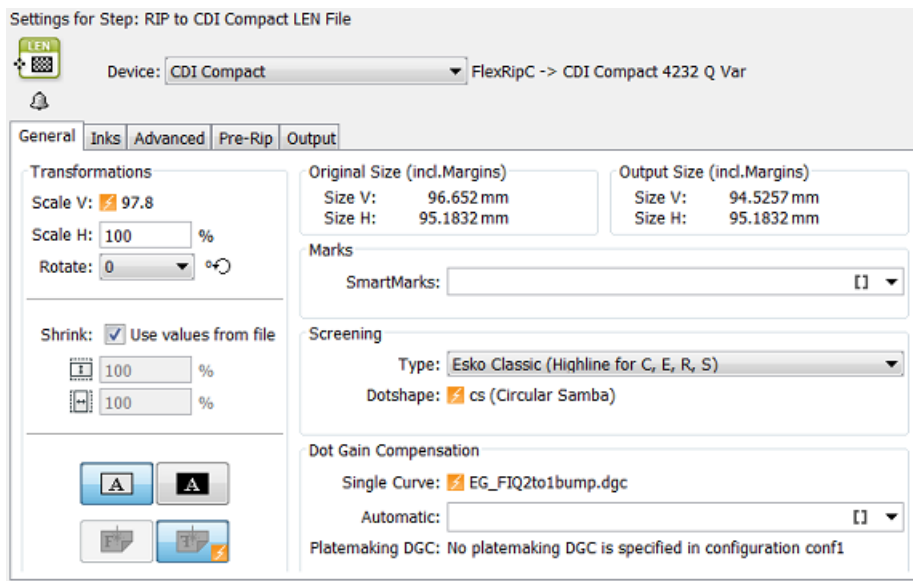 Settings for Step: RIP to CDI Compact LEN File
LEN
Device: CDI Compact FlexRipC -> CDI Compact 4232 Q Var
General Inks Advanced Pre-Rip Output
Transformations
Scale V: 97.8
Scale H: 100 %
Rotate: 0
Shrink: Use values from file
100 %
100 %
A A
F F
Original Size (incl.Margins)
Size V: 96.652 mm
Size H: 95.1832 mm
Output Size (incl.Margins)
Size V: 94.5257 mm
Size H: 95.1832 mm
Marks
SmartMarks: []
Screening
Type: Esko Classic (Highline for C, E, R, S)
Dotshape: cs (Circular Samba)
Dot Gain Compensation
Single Curve: EG_FIQ2to1bump.dgc
Automatic: []
Platemaking DGC: No platemaking DGC is specified in configuration conf1